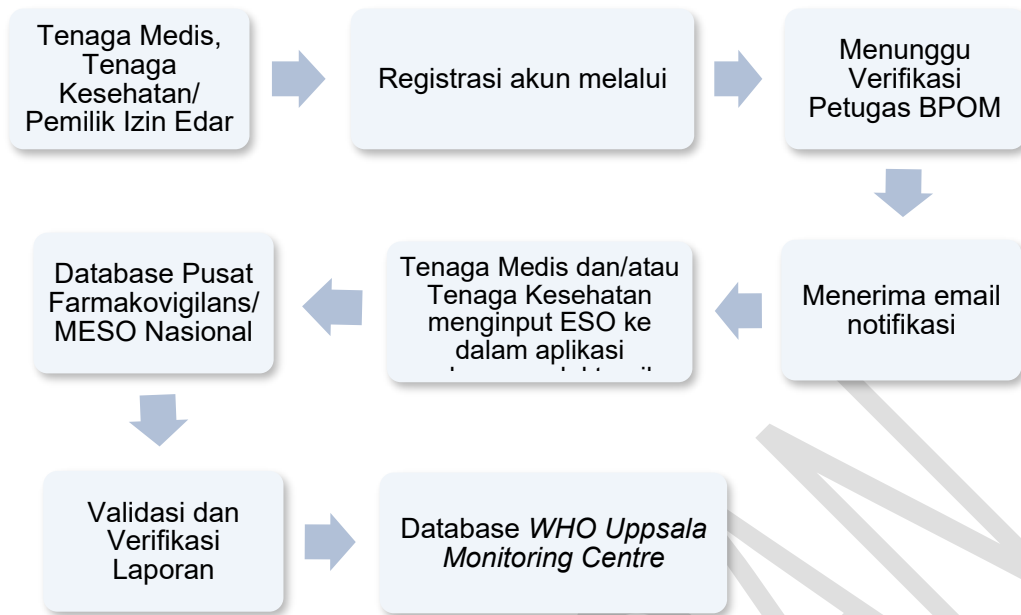 Tenaga Medis,
Tenaga
Kesehatan/
Pemilik Izin Edar
Registrasi akun melalui
Menunggu
Verifikasi
Petugas BPOM
Menerima email
notifikasi
Tenaga Medis dan/atau
Tenaga Kesehatan
menginput ESO ke
dalam aplikasi
Database Pusat
Farmakovigilans/
MESO Nasional
Validasi dan
Verifikasi
Laporan
Database WHO Uppsala
Monitoring Centre